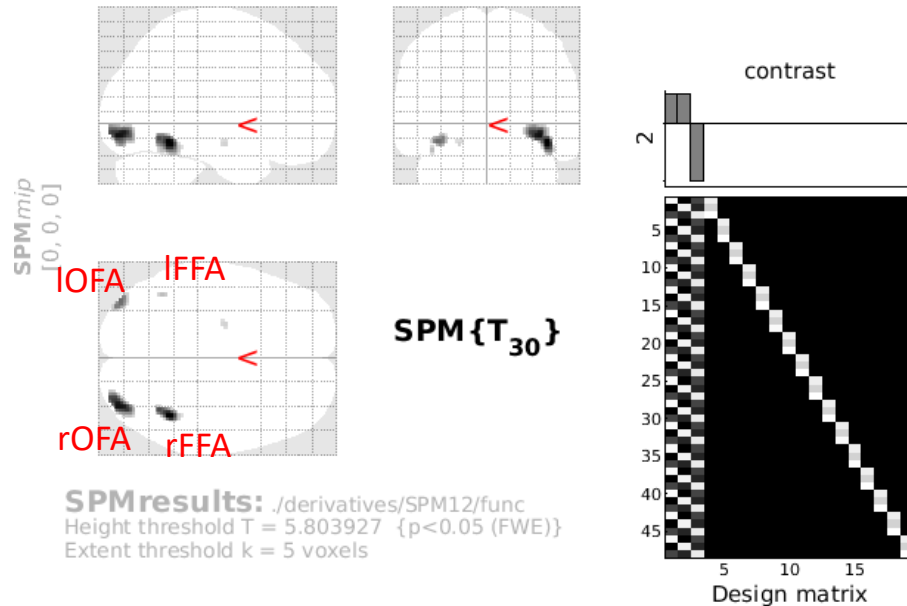 SPMmip
[0, 0, 0]
<
<
<
lOFA
lFFA
rOFA
rFFA
SPM{T30}
SPMresults: ./derivatives/SPM12/func
Height threshold T = 5.803927 {p<0.05 (FWE)}
Extent threshold k = 5 voxels
contrast
2
5
10
15
20
25
30
35
40
45
5 10 15
Design matrix